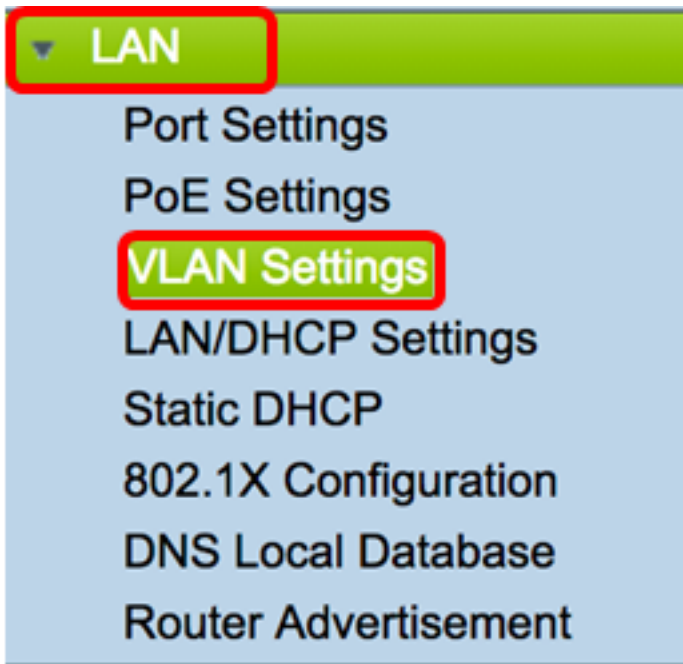 LAN
Port Settings
PoE Settings
VLAN Settings
LAN/DHCP Settings
Static DHCP
802.1X Configuration
DNS Local Database
Router Advertisement